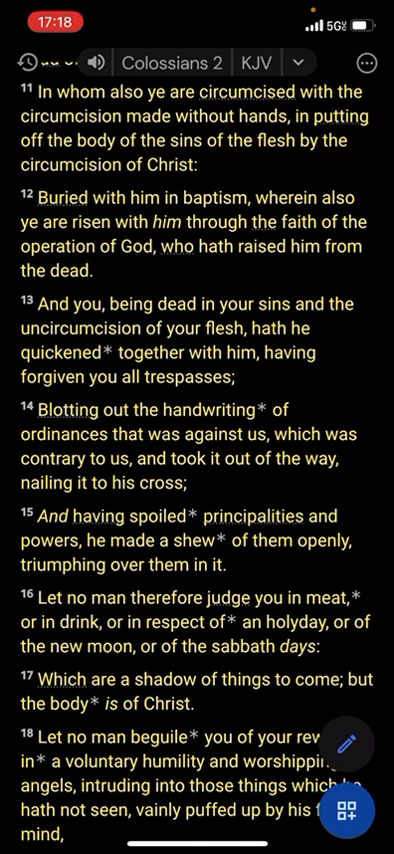 17:18
5G
Colossians 2 KJV
11 In whom also ye are circumcised with the
circumcision made without hands, in putting
off the body of the sins of the flesh by the
circumcision of Christ:
12 Buried with him in baptism, wherein also
ye are risen with him through the faith of the
operation of God, who hath raised him from
the dead.
13 And you, being dead in your sins and the
uncircumcision of your flesh, hath he
quickened* together with him, having
forgiven you all trespasses;
14 Blotting out the handwriting* of
ordinances that was against us, which was
contrary to us, and took it out of the way,
nailing it to his cross;
15 And having spoiled* principalities and
powers, he made a shew* of them openly,
triumphing over them in it.
16 Let no man therefore judge you in meat,*
or in drink, or in respect of* an holyday, or of
the new moon, or of the sabbath days:
17 Which are a shadow of things to come; but
the body* is of Christ.
18 Let no man beguile* you of your
in* a voluntary humility and
angels, intruding into those things which
hath not seen, vainly puffed up by his
mind,